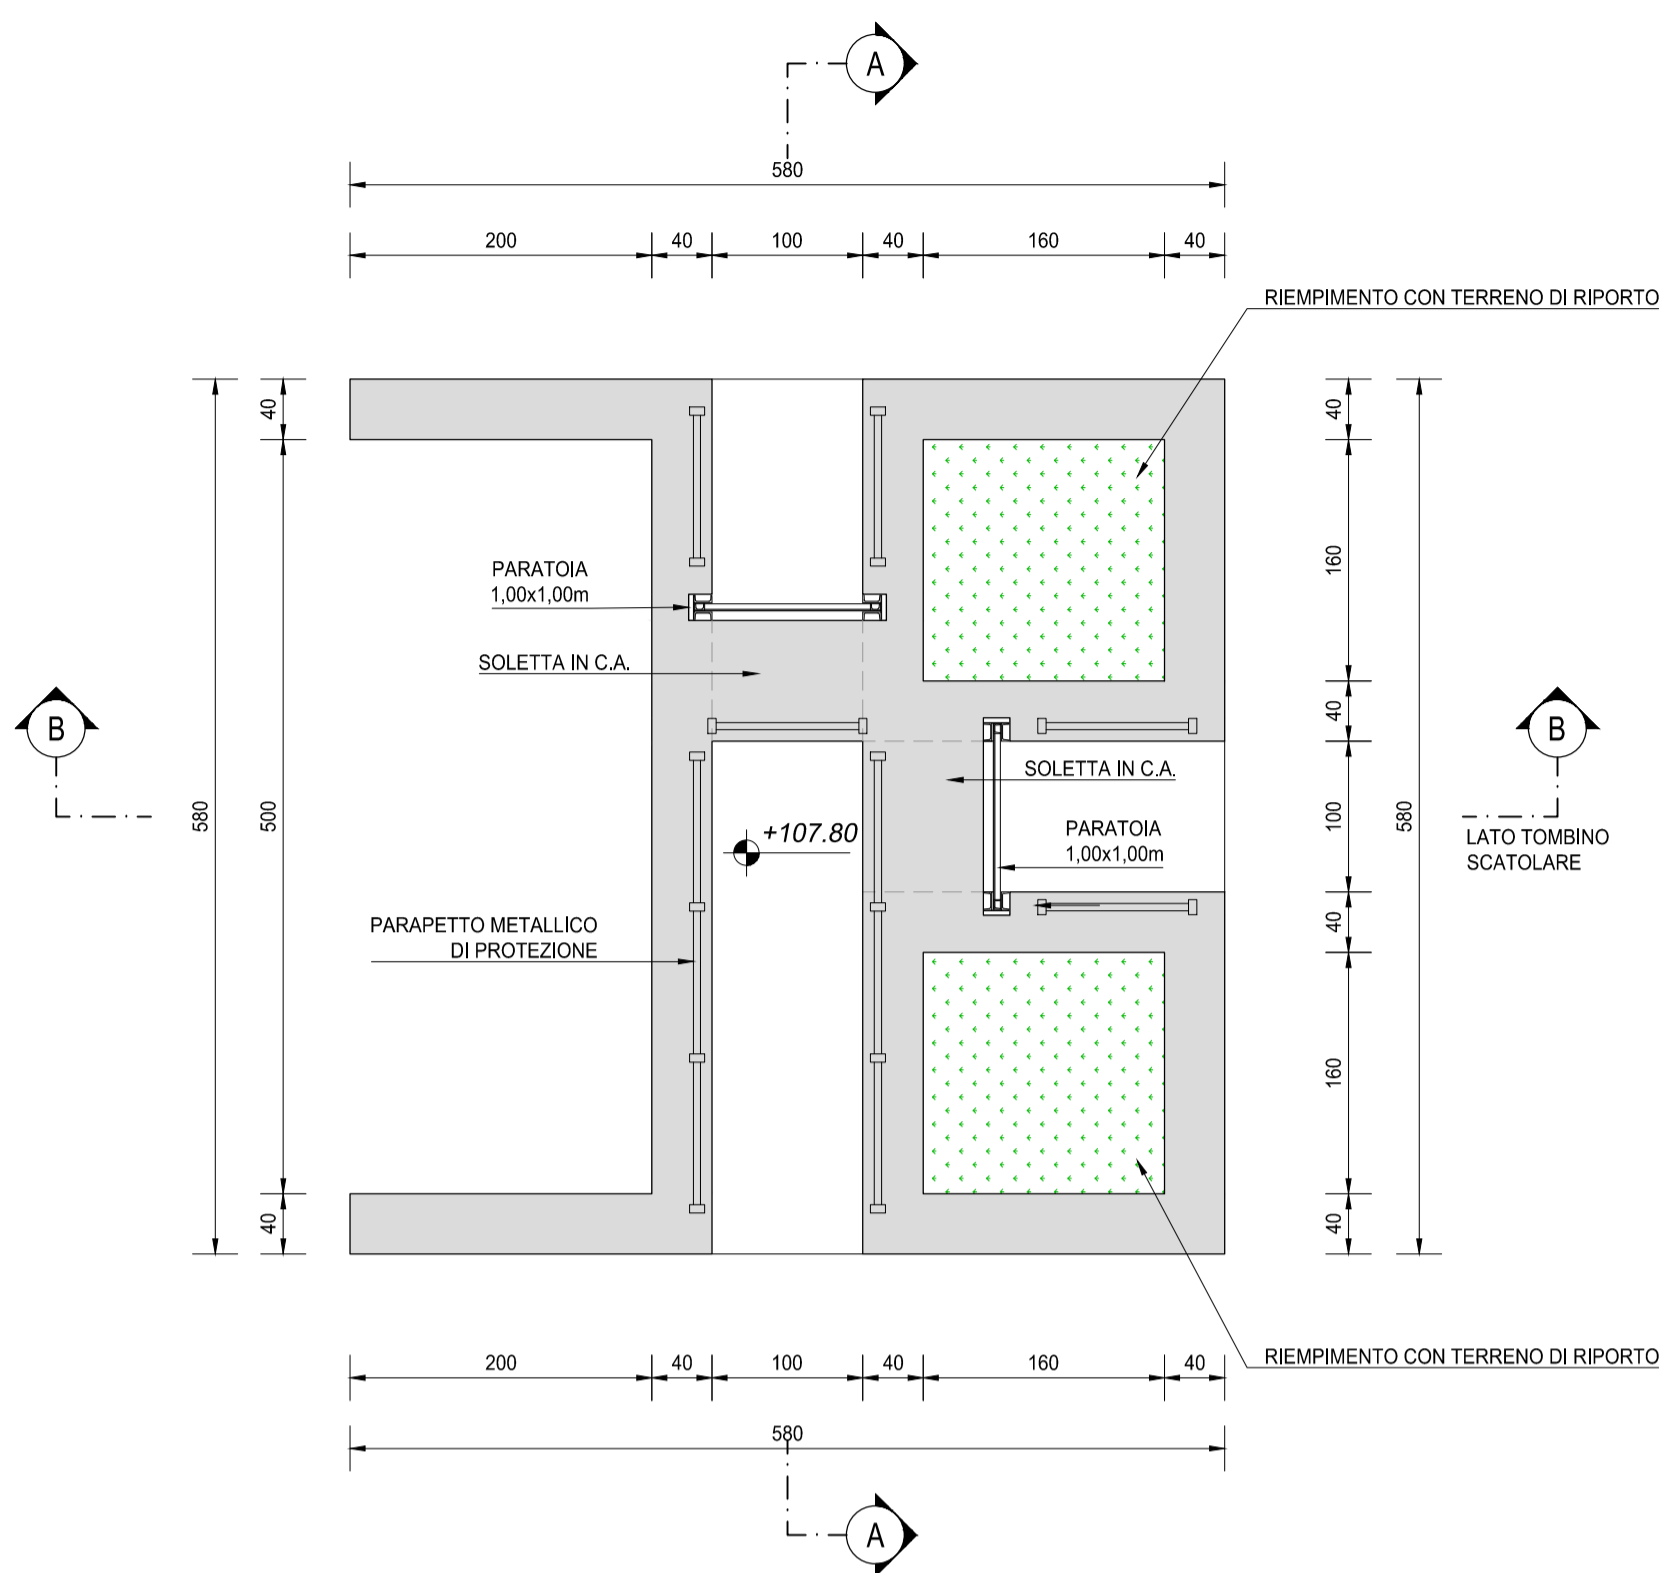 A
580
200 40 100 40 160 40
RIEMPIMENTO CON TERRENO DI RIPORTO
40
40
160
PARATOIA
1,00x1,00m
SOLETTA IN C.A.
B
40
B
SOLETTA IN C.A.
580
500
100
580
PARATOIA
1,00x1,00m
+107.80
LATO TOMBINO
SCATOLARE
PARAPETTO METALLICO
DI PROTEZIONE
40
160
40
40
RIEMPIMENTO CON TERRENO DI RIPORTO
200 40 100 40 160 40
580
A